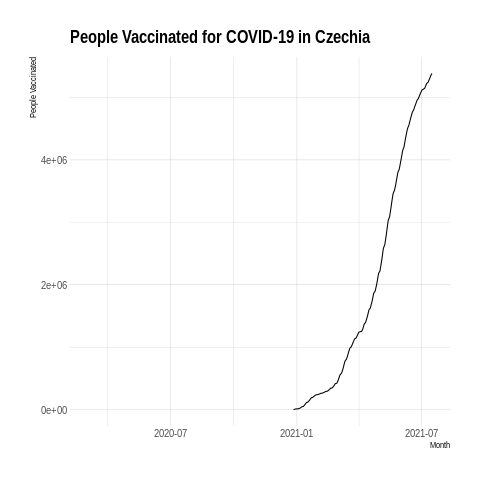 People Vaccinated for COVID-19 in Czechia
People Vaccinated
4e+06
2e+06
0e+00
2020-07
2021-01
2021-07
Month